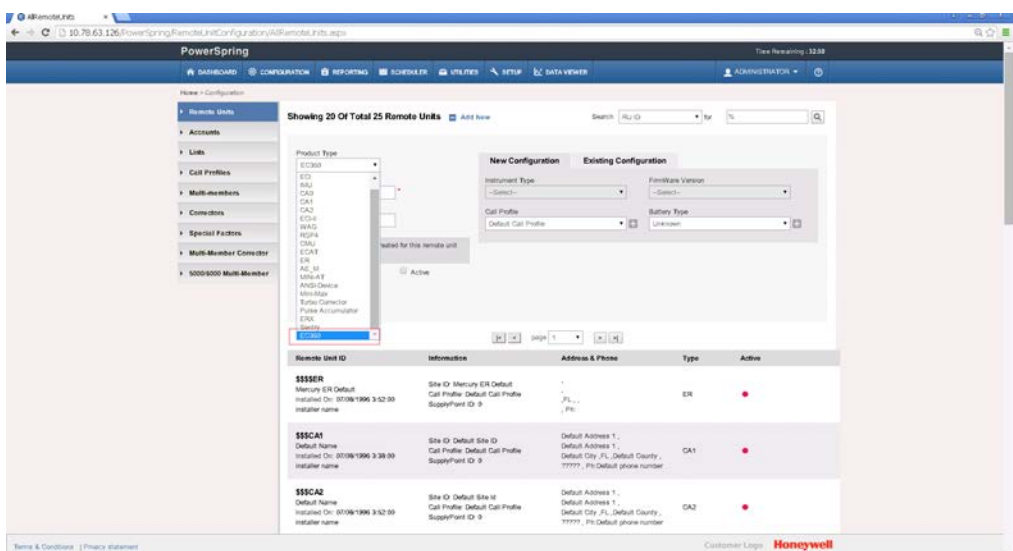 AllRemoteUnits
10.78.63.126/PowerSpring/RemoteUnitConfiguration/AllRemoteUnits.aspx
PowerSpring
Time Remaining : 32:59
DASHBOARD CONFIGURATION REPORTING SCHEDULER UTILITIES SETUP DATA VIEWER ADMINISTRATOR
Home > Configuration
Remote Units
Accounts
Lists
Call Profiles
Multi-members
Correctors
Special Factors
Multi-Member Corrector
5000/6000 Multi-Member
Showing 20 Of Total 25 Remote Units Add New Search RU ID for %
Product Type
EC360
ECI
IMU
CA0
CA1
CA2
ECI-II
WAG
RSP4
CMU
ECAT
ER
AE_M
MINI-AT
ANSI-Device
Mini-Max
Turbo Corrector
Pulse Accumulator
ERX
Sentry
EC360
*
created for this remote unit
Active
New Configuration Existing Configuration
Instrument Type FirmWare Version
--Select-- --Select--
Call Profile Battery Type
Default Call Profile Unknown
page 1
Remote Unit ID Information Address & Phone Type Active
$$$$ER
Mercury ER Default
Installed On: 07/08/1996 3:52:00
installer name
Site ID: Mercury ER Default
Call Profile: Default Call Profile
SupplyPoint ID: 0
,FL , ,
, Ph:
ER
$$$CA1
Default Name
Installed On: 07/08/1996 3:38:00
installer name
Site ID: Default Site ID
Call Profile: Default Call Profile
SupplyPoint ID: 0
Default Address 1 ,
Default Address 1 ,
Default City ,FL ,Default County ,
????? , Ph:Default phone number
CA1
$$$CA2
Default Name
Installed On: 07/08/1996 3:52:00
installer name
Site ID: Default Site Id
Call Profile: Default Call Profile
SupplyPoint ID: 0
Default Address 1 ,
Default Address 1 ,
Default City ,FL ,Default County ,
????? , Ph:Default phone number
CA2
Terms & Conditions | Privacy statement
Customer Logo Honeywell